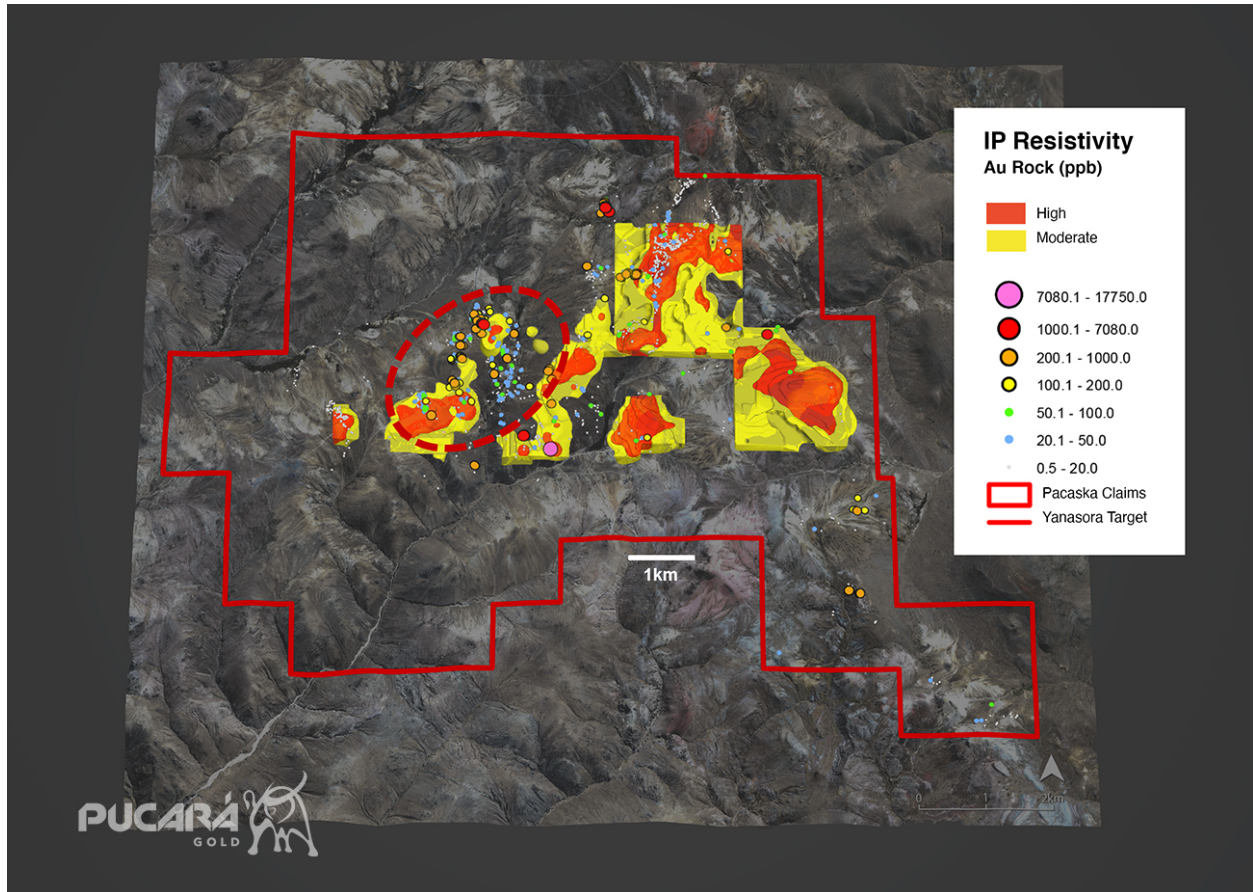 IP Resistivity
Au Rock (ppb)
High
Moderate
7080.1 - 17750.0
1000.1 - 7080.0
200.1 - 1000.0
100.1 - 200.0
50.1 - 100.0
20.1 - 50.0
0.5 - 20.0
Pacaska Claims
Yanasora Target
1km
0 1 2km
PUCARÁ
GOLD